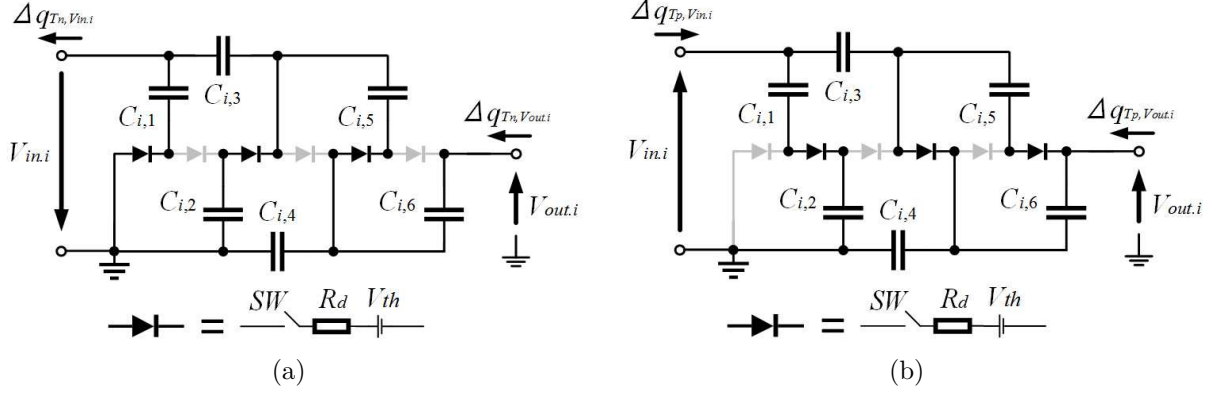 Δq_{Tn,Vin.i}
C_{i,3}
C_{i,1}
C_{i,5}
Δq_{Tn,Vout.i}
V_{in.i}
C_{i,2}
C_{i,4}
C_{i,6}
V_{out.i}
SW
R_d
V_{th}
=
(a)
Δq_{Tp,Vin.i}
C_{i,3}
C_{i,1}
C_{i,5}
Δq_{Tp,Vout.i}
V_{in.i}
C_{i,2}
C_{i,4}
C_{i,6}
V_{out.i}
SW
R_d
V_{th}
=
(b)